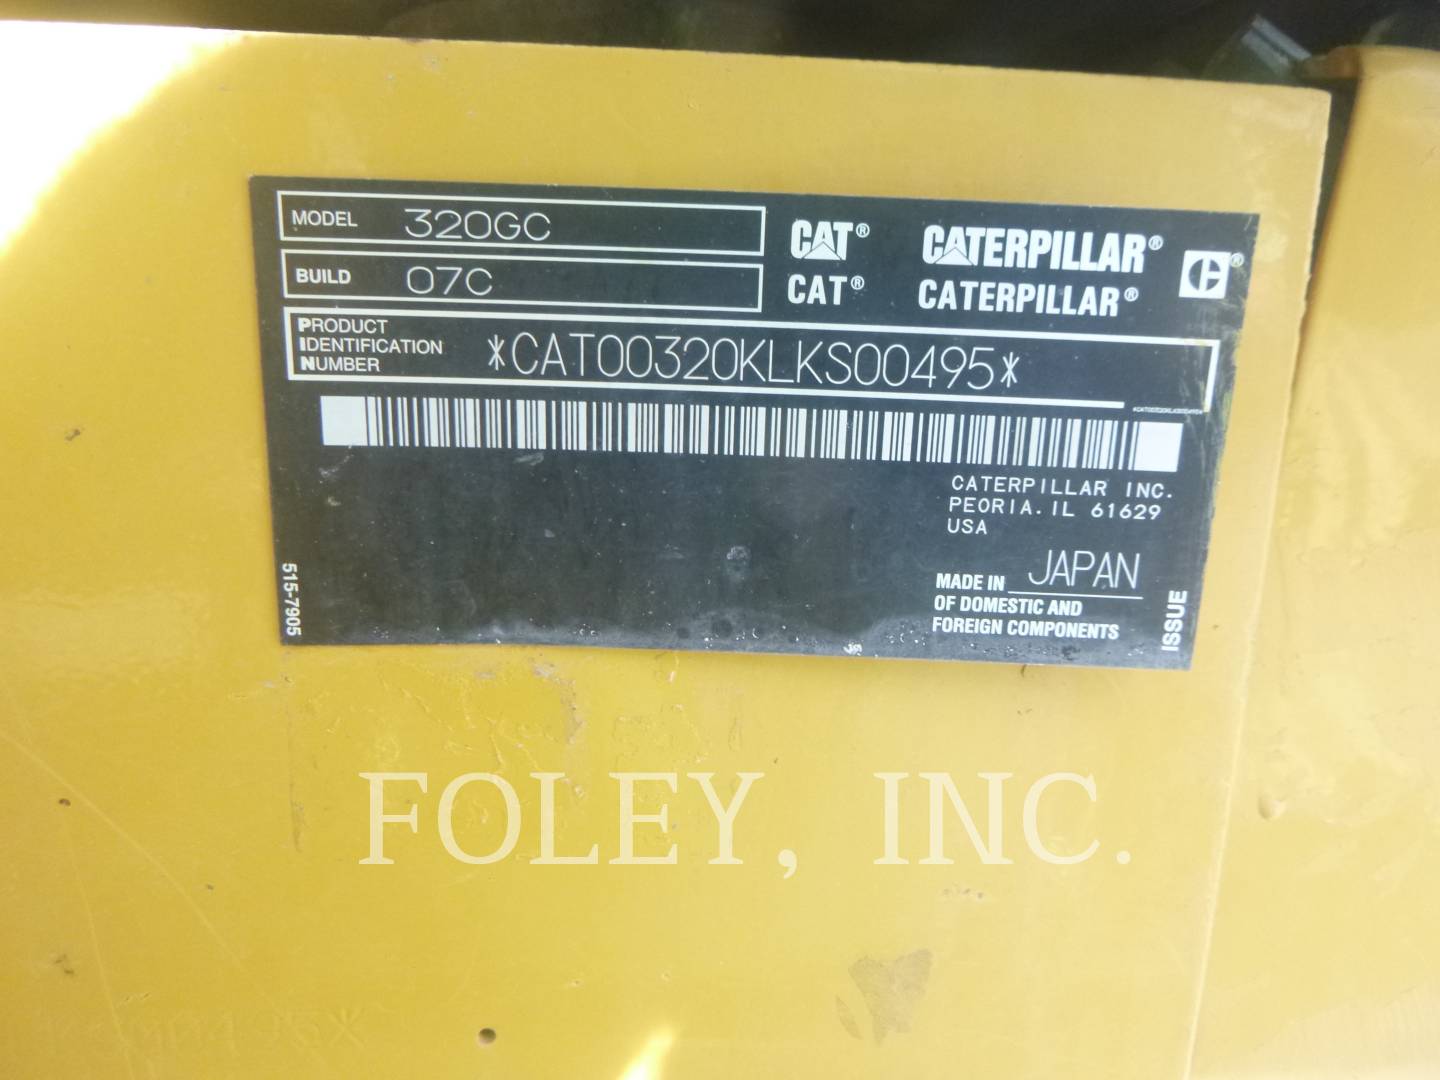 MODEL 320GC
BUILD 07C
PRODUCT
IDENTIFICATION
NUMBER
*CAT00320KLKS00495*
CAT® CATERPILLAR®
CAT® CATERPILLAR®
*CAT00320KLKS00495*
CATERPILLAR INC.
PEORIA. IL 61629
USA
MADE IN JAPAN
OF DOMESTIC AND
FOREIGN COMPONENTS
515-7905
ISSUE
FOLEY, INC.